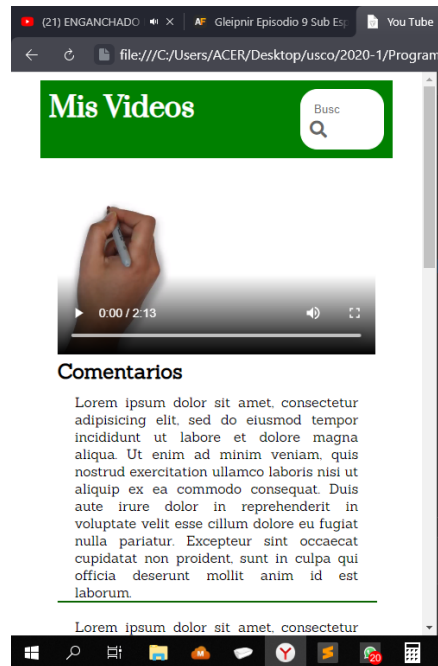 (21) ENGANCHADO
Gleipnir Episodio 9 Sub Esp
You Tube
file:///C:/Users/ACER/Desktop/usco/2020-1/Program
Mis Videos
Busc
0:00 / 2:13
Comentarios
Lorem ipsum dolor sit amet, consectetur
adipisicing elit, sed do eiusmod tempor
incididunt ut labore et dolore magna
aliqua. Ut enim ad minim veniam, quis
nostrud exercitation ullamco laboris nisi ut
aliquip ex ea commodo consequat. Duis
aute irure dolor in reprehenderit in
voluptate velit esse cillum dolore eu fugiat
nulla pariatur. Excepteur sint occaecat
cupidatat non proident, sunt in culpa qui
officia deserunt mollit anim id est
laborum.
Lorem ipsum dolor sit amet, consectetur
20